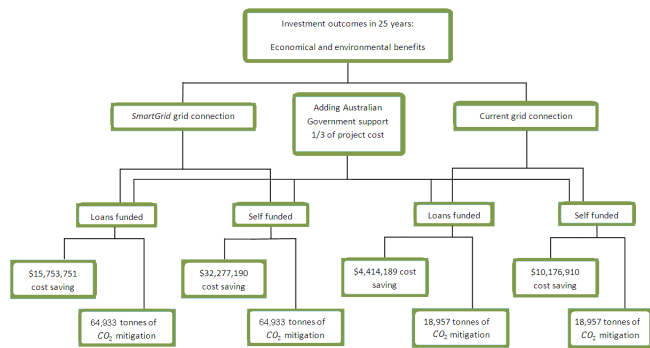 Investment outcomes in 25 years:
Economical and environmental benefits
SmartGrid grid connection
Adding Australian
Government support
1/3 of project cost
Current grid connection
Loans funded
Self funded
Loans funded
Self funded
$15,753,751
cost saving
$32,277,190
cost saving
$4,414,189 cost
saving
$10,176,910
cost saving
64,933 tonnes of
CO₂ mitigation
64,933 tonnes of
CO₂ mitigation
18,957 tonnes of
CO₂ mitigation
18,957 tonnes of
CO₂ mitigation